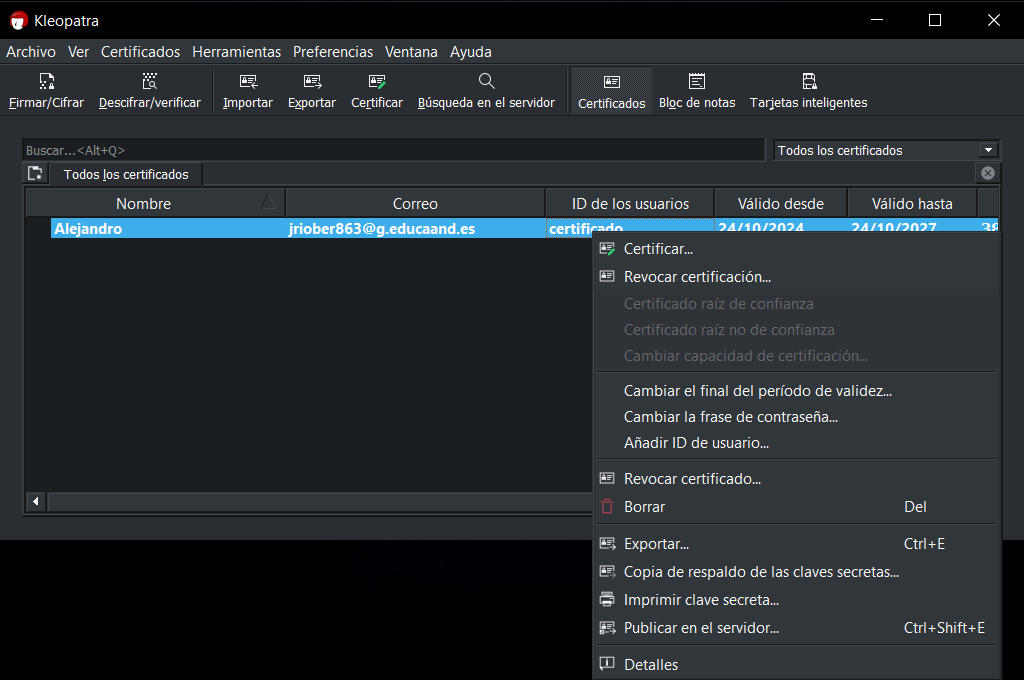 Kleopatra
Archivo Ver Certificados Herramientas Preferencias Ventana Ayuda
Firmar/Cifrar Descifrar/verificar Importar Exportar Certificar Búsqueda en el servidor Certificados Bloc de notas Tarjetas inteligentes
Buscar...<Alt+Q> Todos los certificados
Todos los certificados
Nombre Correo ID de los usuarios Válido desde Válido hasta
Alejandro jriober863@g.educaand.es certificado 24/10/2024 24/10/2027
Certificar...
Revocar certificación...
Certificado raíz de confianza
Certificado raíz no de confianza
Cambiar capacidad de certificación...
Cambiar el final del período de validez...
Cambiar la frase de contraseña...
Añadir ID de usuario...
Revocar certificado...
Borrar Del
Exportar... Ctrl+E
Copia de respaldo de las claves secretas...
Imprimir clave secreta...
Publicar en el servidor... Ctrl+Shift+E
Detalles